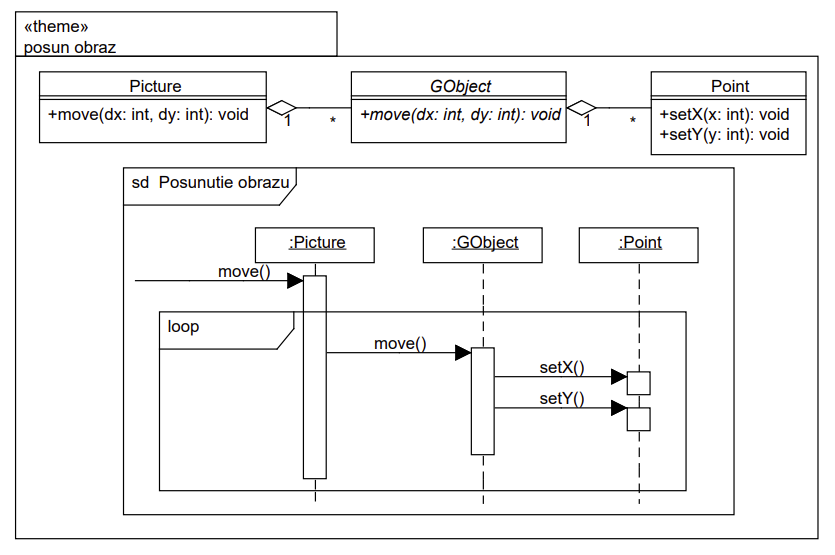 «theme»
posun obraz
Picture
+move(dx: int, dy: int): void
1
*
GObject
+move(dx: int, dy: int): void
1
*
Point
+setX(x: int): void
+setY(y: int): void
sd Posunutie obrazu
:Picture
:GObject
:Point
move()
loop
move()
setX()
setY()